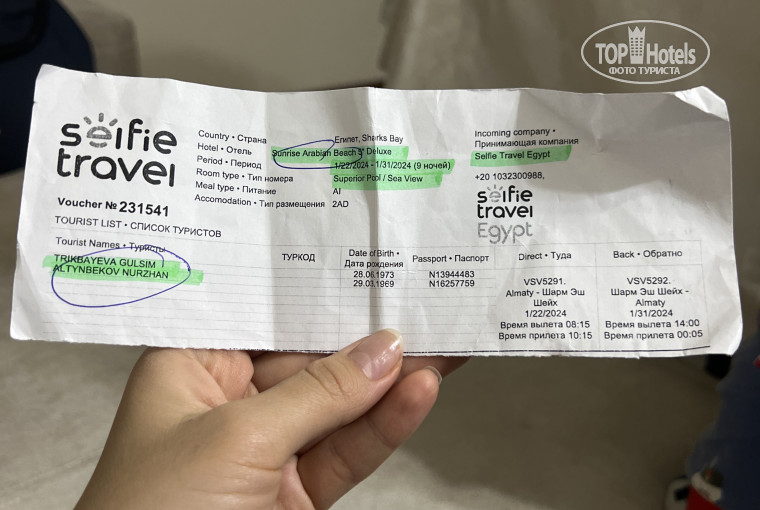 TOP Hotels
ФОТО ТУРИСТА
selfie
travel
Country • Страна Египет, Sharks Bay
Hotel • Отель Sunrise Arabian Beach 5* Deluxe
Period • Период 1/22/2024 - 1/31/2024 (9 ночей)
Room type • Тип номера Superior Pool / Sea View
Meal type • Питание AI
Accomodation • Тип размещения 2AD
Incoming company •
Принимающая компания
Selfie Travel Egypt
+20 1032300988,
selfie
travel
Egypt
Voucher № 231541
TOURIST LIST • СПИСОК ТУРИСТОВ
Tourist Names • Туристы ТУРКОД Date of Birth • Дата рождения Passport • Паспорт Direct • Туда Back • Обратно
TRIKBAYEVA GULSIM 28.06.1973 N13944483
ALTYNBEKOV NURZHAN 29.03.1969 N16257759
VSV5291.
Almaty - Шарм Эш
Шейх
1/22/2024
Время вылета 08:15
Время прилета 10:15
VSV5292.
Шарм Эш Шейх -
Almaty
1/31/2024
Время вылета 14:00
Время прилета 00:05